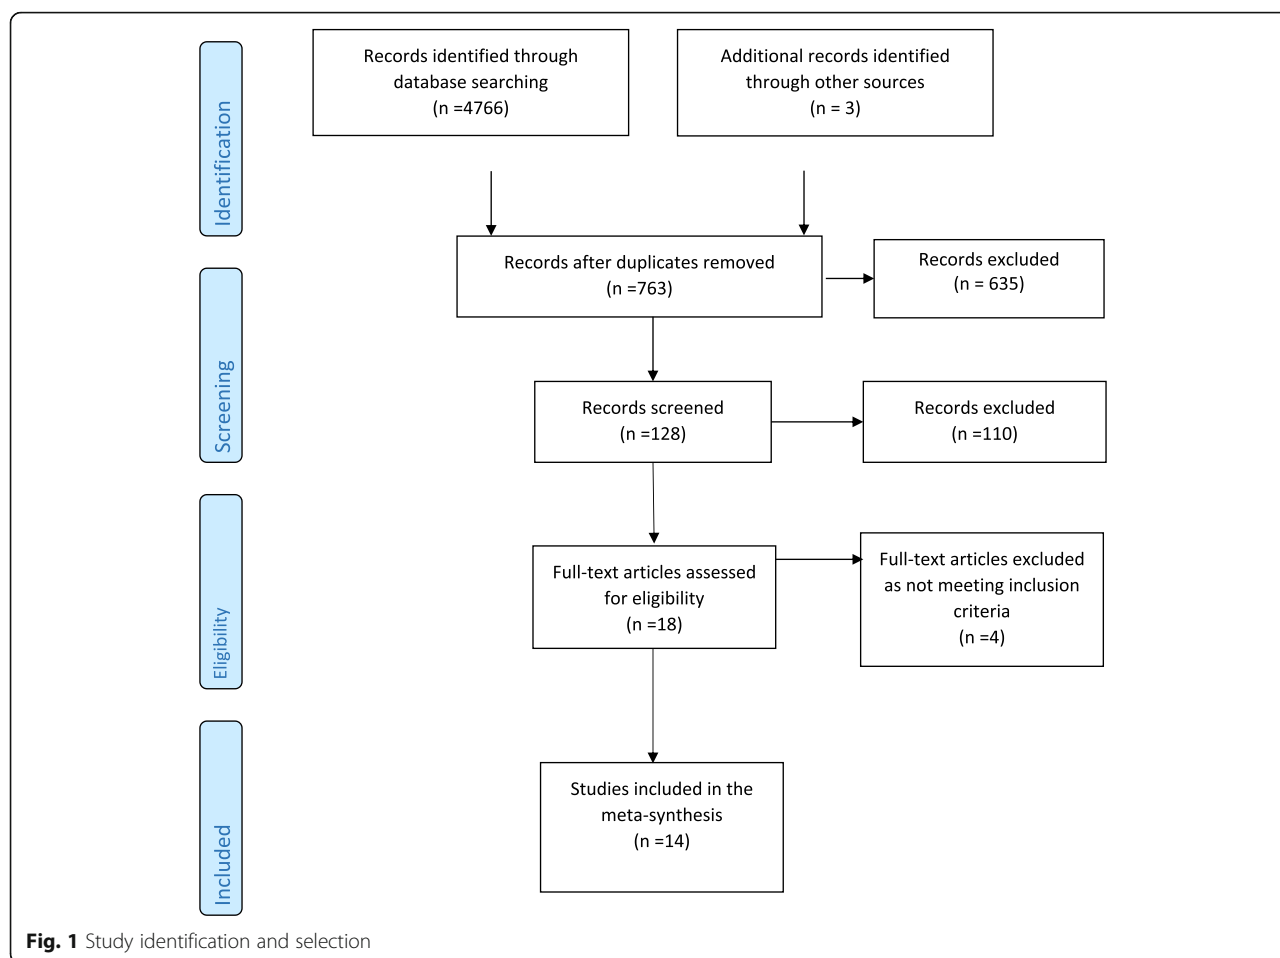 Identification
Records identified through
database searching
(n =4766)
Additional records identified
through other sources
(n = 3)
Records after duplicates removed
(n =763)
Records excluded
(n = 635)
Screening
Records screened
(n =128)
Records excluded
(n =110)
Eligibility
Full-text articles assessed
for eligibility
(n =18)
Full-text articles excluded
as not meeting inclusion
criteria
(n =4)
Included
Studies included in the
meta-synthesis
(n =14)
Fig. 1 Study identification and selection